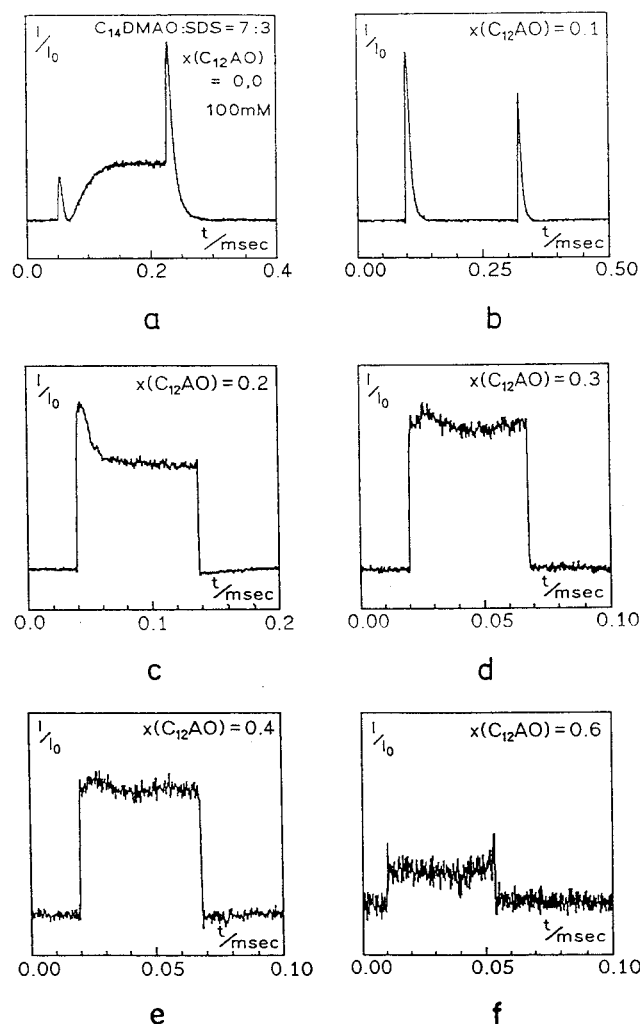 I/I₀
C₁₄DMAO:SDS = 7:3
x(C₁₂AO)
= 0,0
100mM
t/msec
0.0 0.2 0.4
a
I/I₀
x(C₁₂AO)=0.1
t/msec
0.00 0.25 0.50
b
I/I₀
x(C₁₂AO)=0.2
t/msec
0.0 0.1 0.2
c
I/I₀
x(C₁₂AO)=0.3
t/msec
0.00 0.05 0.10
d
I/I₀
x(C₁₂AO)=0.4
t/msec
0.00 0.05 0.10
e
I/I₀
x(C₁₂AO)=0.6
t/msec
0.00 0.05 0.10
f